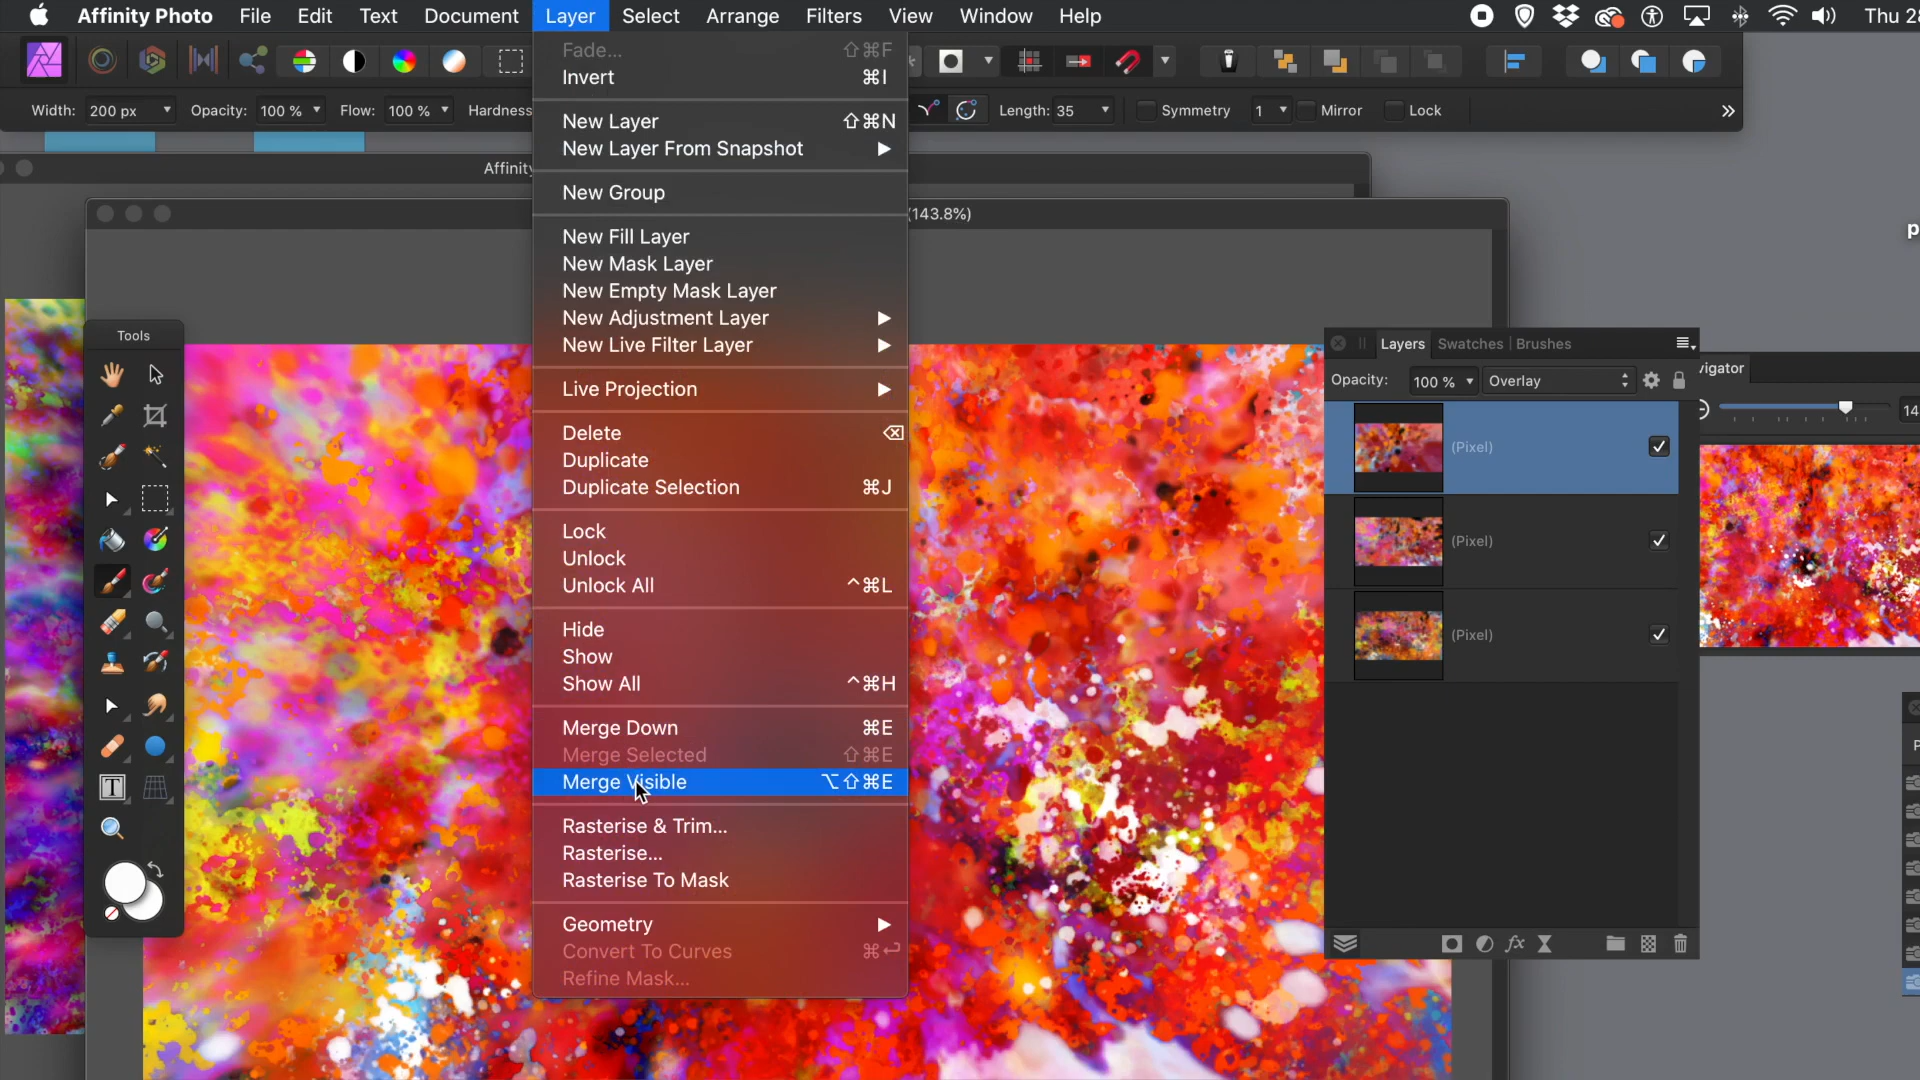 Affinity Photo File Edit Text Document Layer Select Arrange Filters View Window Help Thu
Width: 200 px Opacity: 100 % Flow: 100 % Hardness Length: 35 Symmetry 1 Mirror Lock
Affinity
(143.8%)
Fade... ⇧⌘F
Invert ⌘I
New Layer ⇧⌘N
New Layer From Snapshot
New Group
New Fill Layer
New Mask Layer
New Empty Mask Layer
New Adjustment Layer
New Live Filter Layer
Live Projection
Delete
Duplicate
Duplicate Selection ⌘J
Lock
Unlock
Unlock All ^⌘L
Hide
Show
Show All ^⌘H
Merge Down ⌘E
Merge Selected ⇧⌘E
Merge Visible ⌥⇧⌘E
Rasterise & Trim...
Rasterise...
Rasterise To Mask
Geometry
Convert To Curves ⌘↩
Refine Mask...
Tools
Layers Swatches Brushes
Opacity: 100 % Overlay
(Pixel)
(Pixel)
(Pixel)
vigator
14